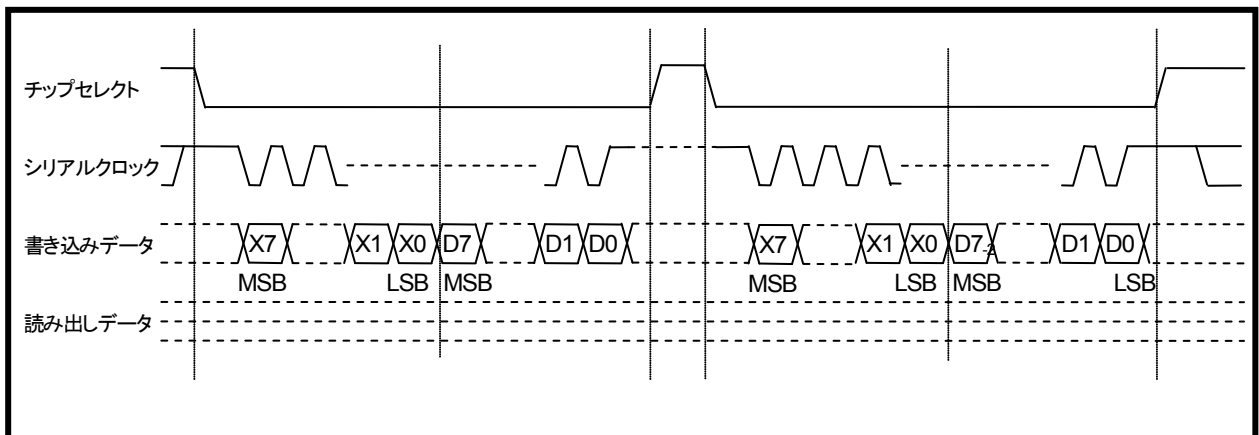 チップセレクト
シリアルクロック
書き込みデータ X7 X1 X0 D7 D1 D0 X7 X1 X0 D7-2 D1 D0
MSB LSB MSB MSB LSB MSB LSB
読み出しデータ